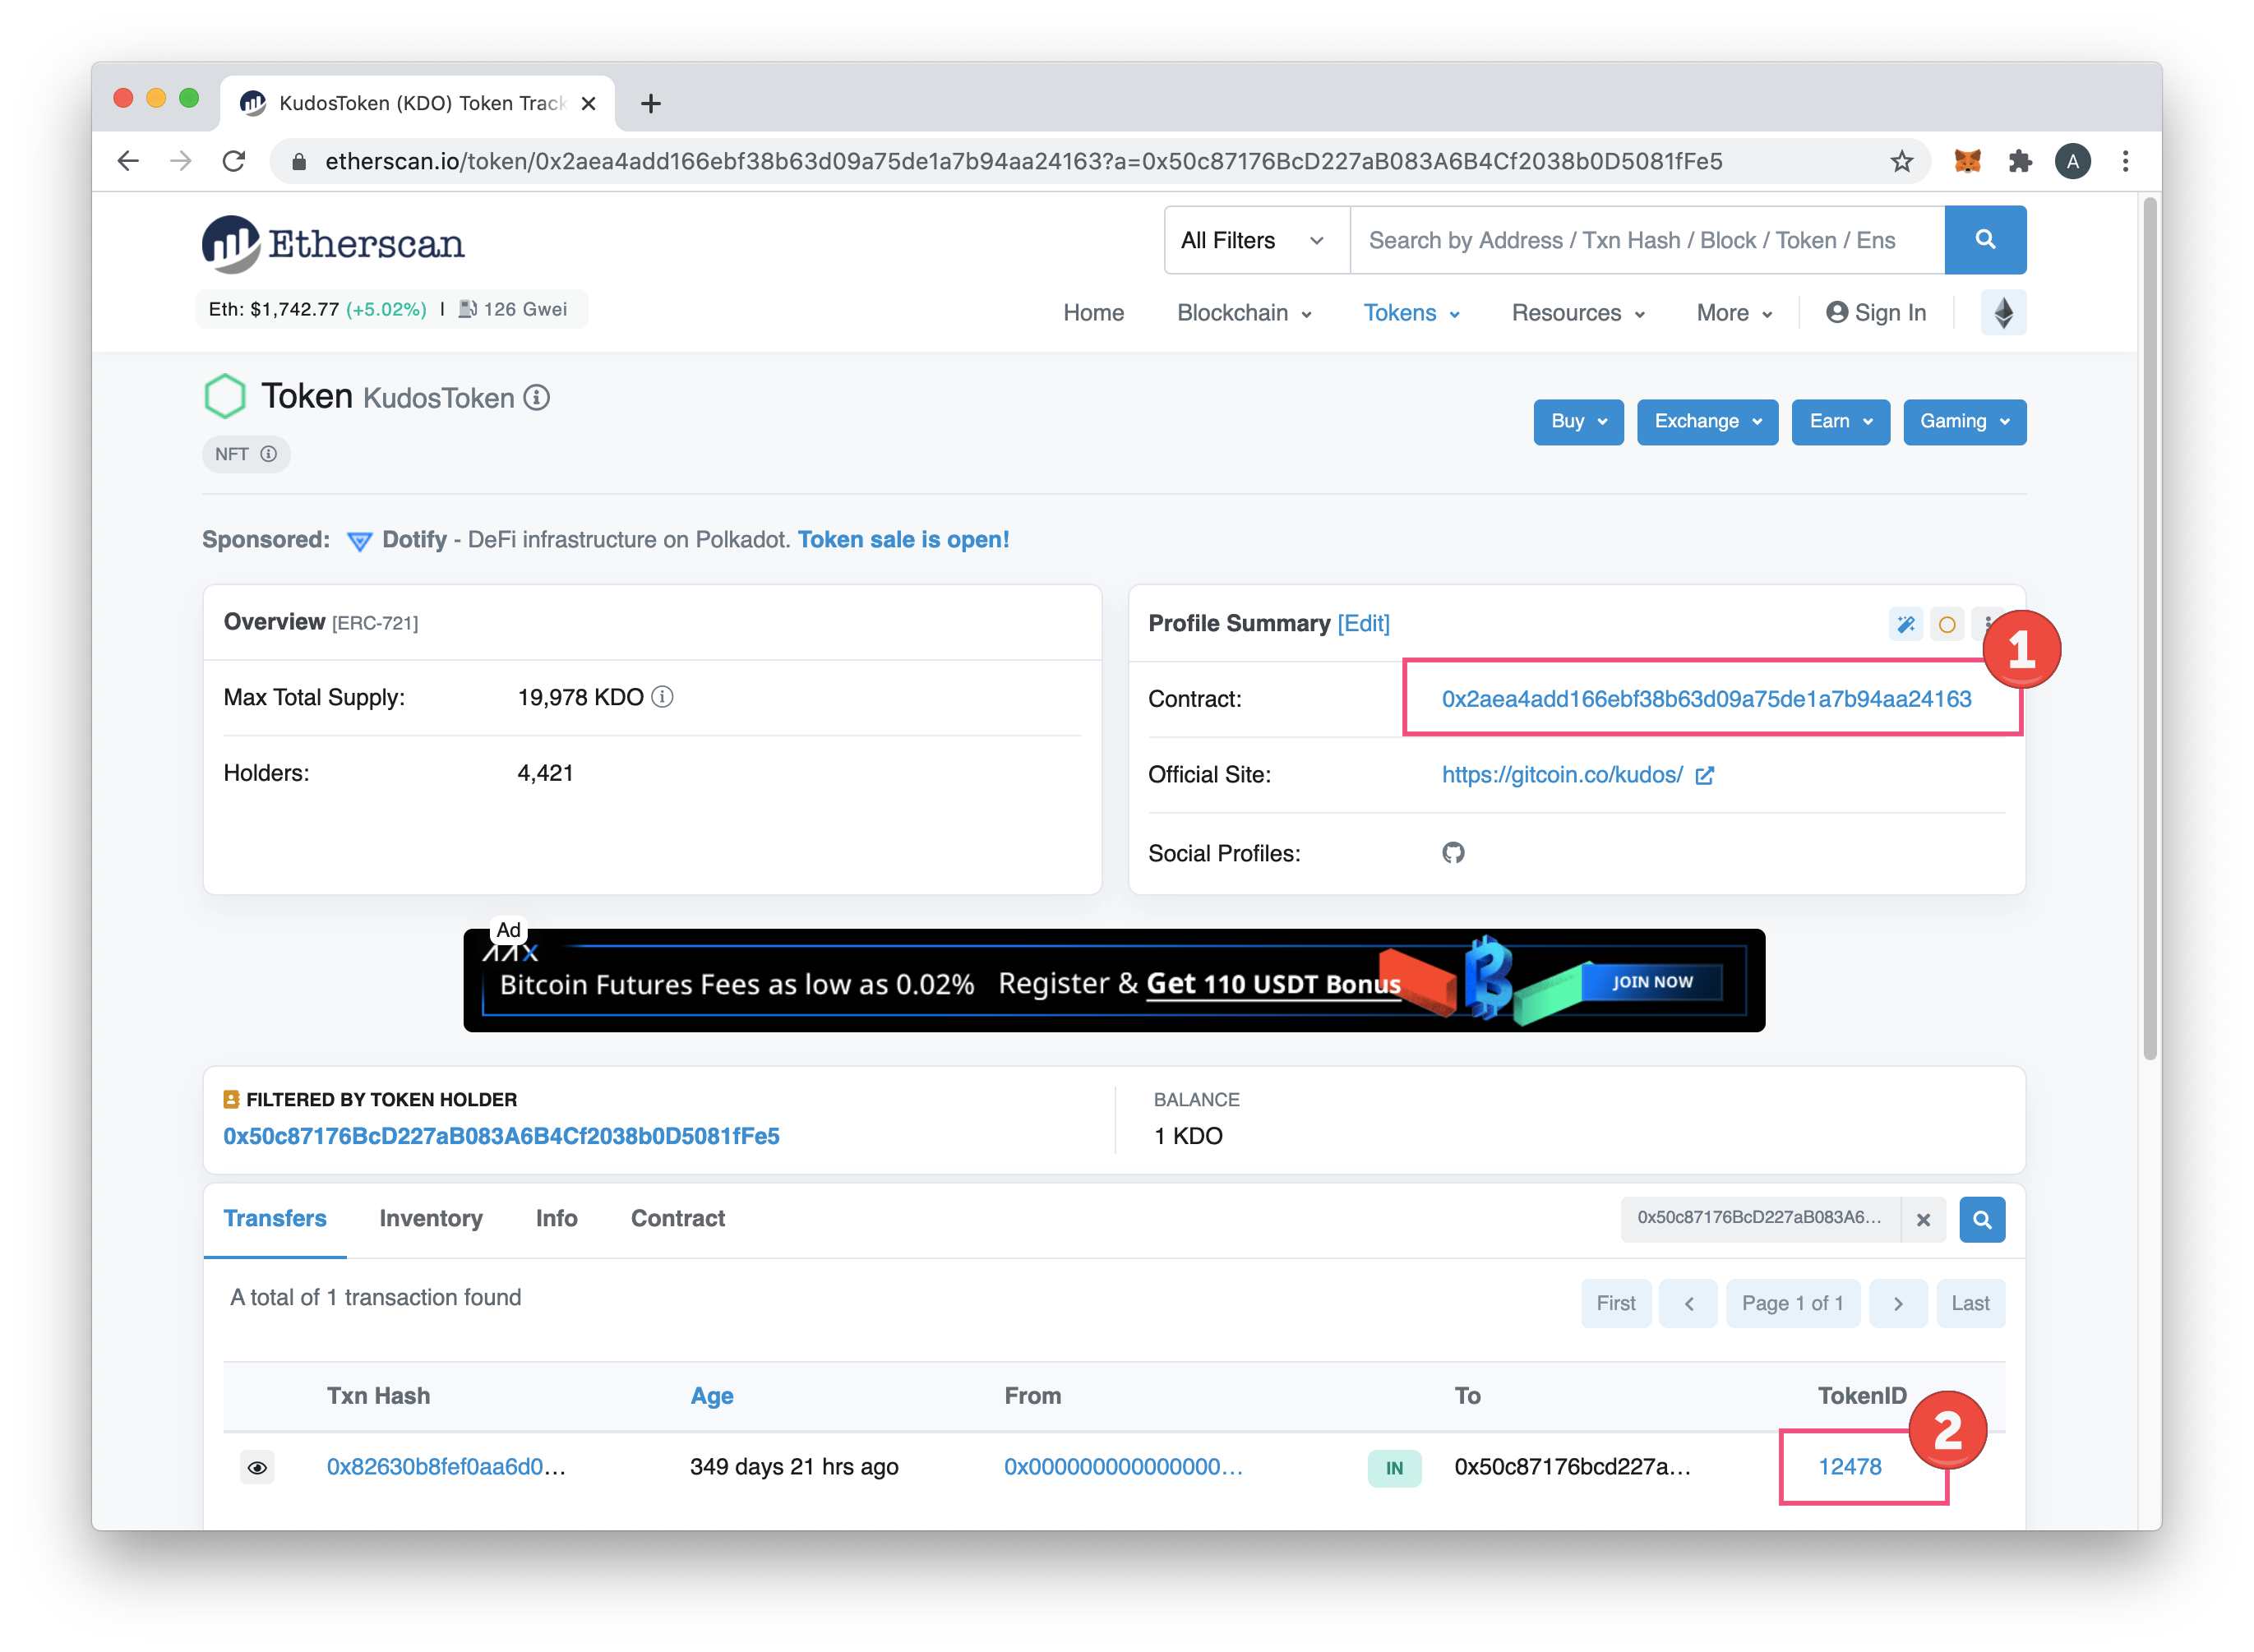 KudosToken (KDO) Token Track
etherscan.io/token/0x2aea4add166ebf38b63d09a75de1a7b94aa24163?a=0x50c87176BcD227aB083A6B4Cf2038b0D5081fFe5
A
Etherscan
All Filters
Search by Address / Txn Hash / Block / Token / Ens
Eth: $1,742.77 (+5.02%) | 126 Gwei
Home Blockchain Tokens Resources More Sign In
Token KudosToken
NFT
Buy Exchange Earn Gaming
Sponsored: Dotify - DeFi infrastructure on Polkadot. Token sale is open!
Overview [ERC-721]
Max Total Supply: 19,978 KDO
Holders: 4,421
Profile Summary [Edit]
1
Contract: 0x2aea4add166ebf38b63d09a75de1a7b94aa24163
Official Site: https://gitcoin.co/kudos/
Social Profiles:
Ad
AAX
Bitcoin Futures Fees as low as 0.02% Register & Get 110 USDT Bonus
JOIN NOW
FILTERED BY TOKEN HOLDER
0x50c87176BcD227aB083A6B4Cf2038b0D5081fFe5
BALANCE
1 KDO
Transfers Inventory Info Contract
0x50c87176BcD227aB083A6...
A total of 1 transaction found
First Page 1 of 1 Last
Txn Hash Age From To TokenID
2
0x82630b8fef0aa6d0... 349 days 21 hrs ago 0x000000000000000... IN 0x50c87176bcd227a... 12478